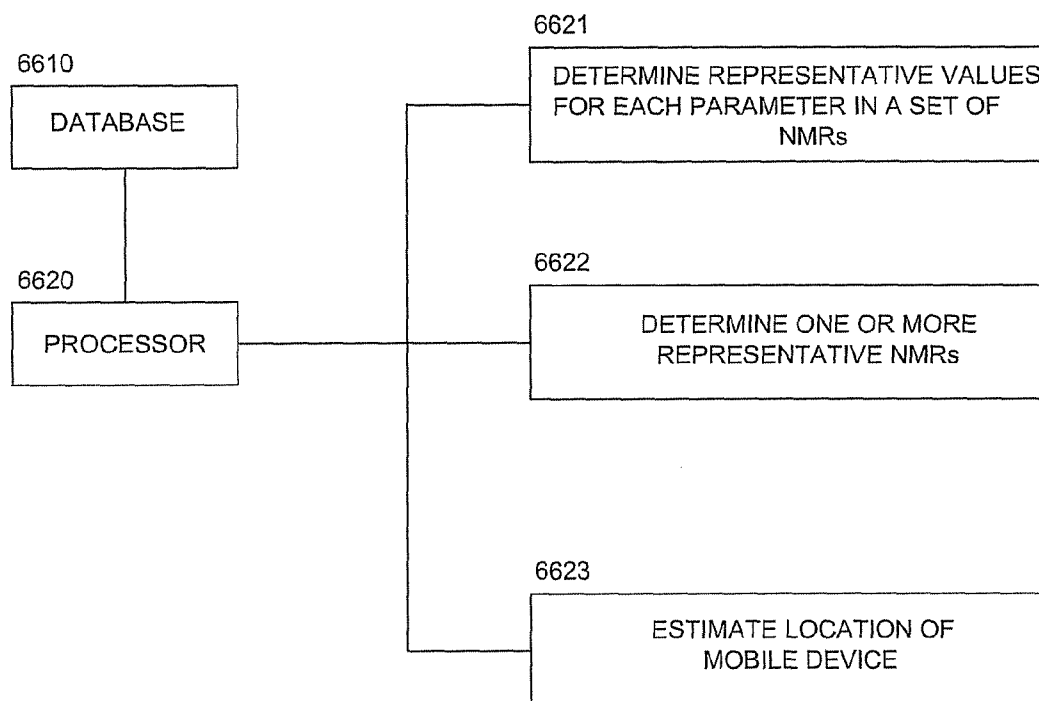 6610
DATABASE
6620
PROCESSOR
6621
DETERMINE REPRESENTATIVE VALUES
FOR EACH PARAMETER IN A SET OF
NMRs
6622
DETERMINE ONE OR MORE
REPRESENTATIVE NMRs
6623
ESTIMATE LOCATION OF
MOBILE DEVICE